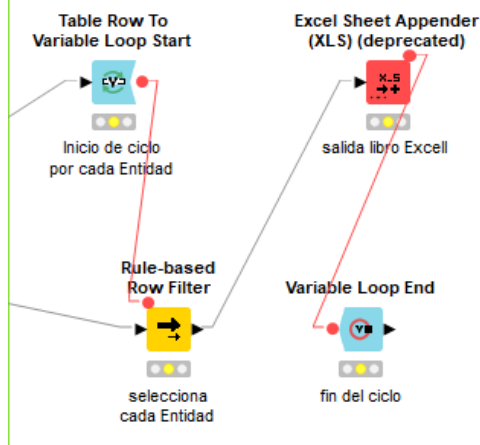 Table Row To
Variable Loop Start
Inicio de ciclo
por cada Entidad
Excel Sheet Appender
(XLS) (deprecated)
salida libro Excell
Rule-based
Row Filter
selecciona
cada Entidad
Variable Loop End
fin del ciclo